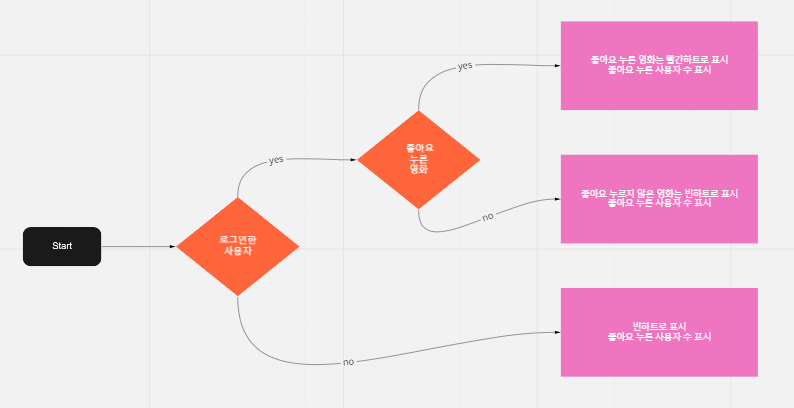 Start
로그인한
사용자
yes
no
좋아요
누른
영화
yes
no
좋아요 누른 영화는 빨간하트로 표시
좋아요 누른 사용자 수 표시
좋아요 누르지 않은 영화는 빈하트로 표시
좋아요 누른 사용자 수 표시
빈하트로 표시
좋아요 누른 사용자 수 표시